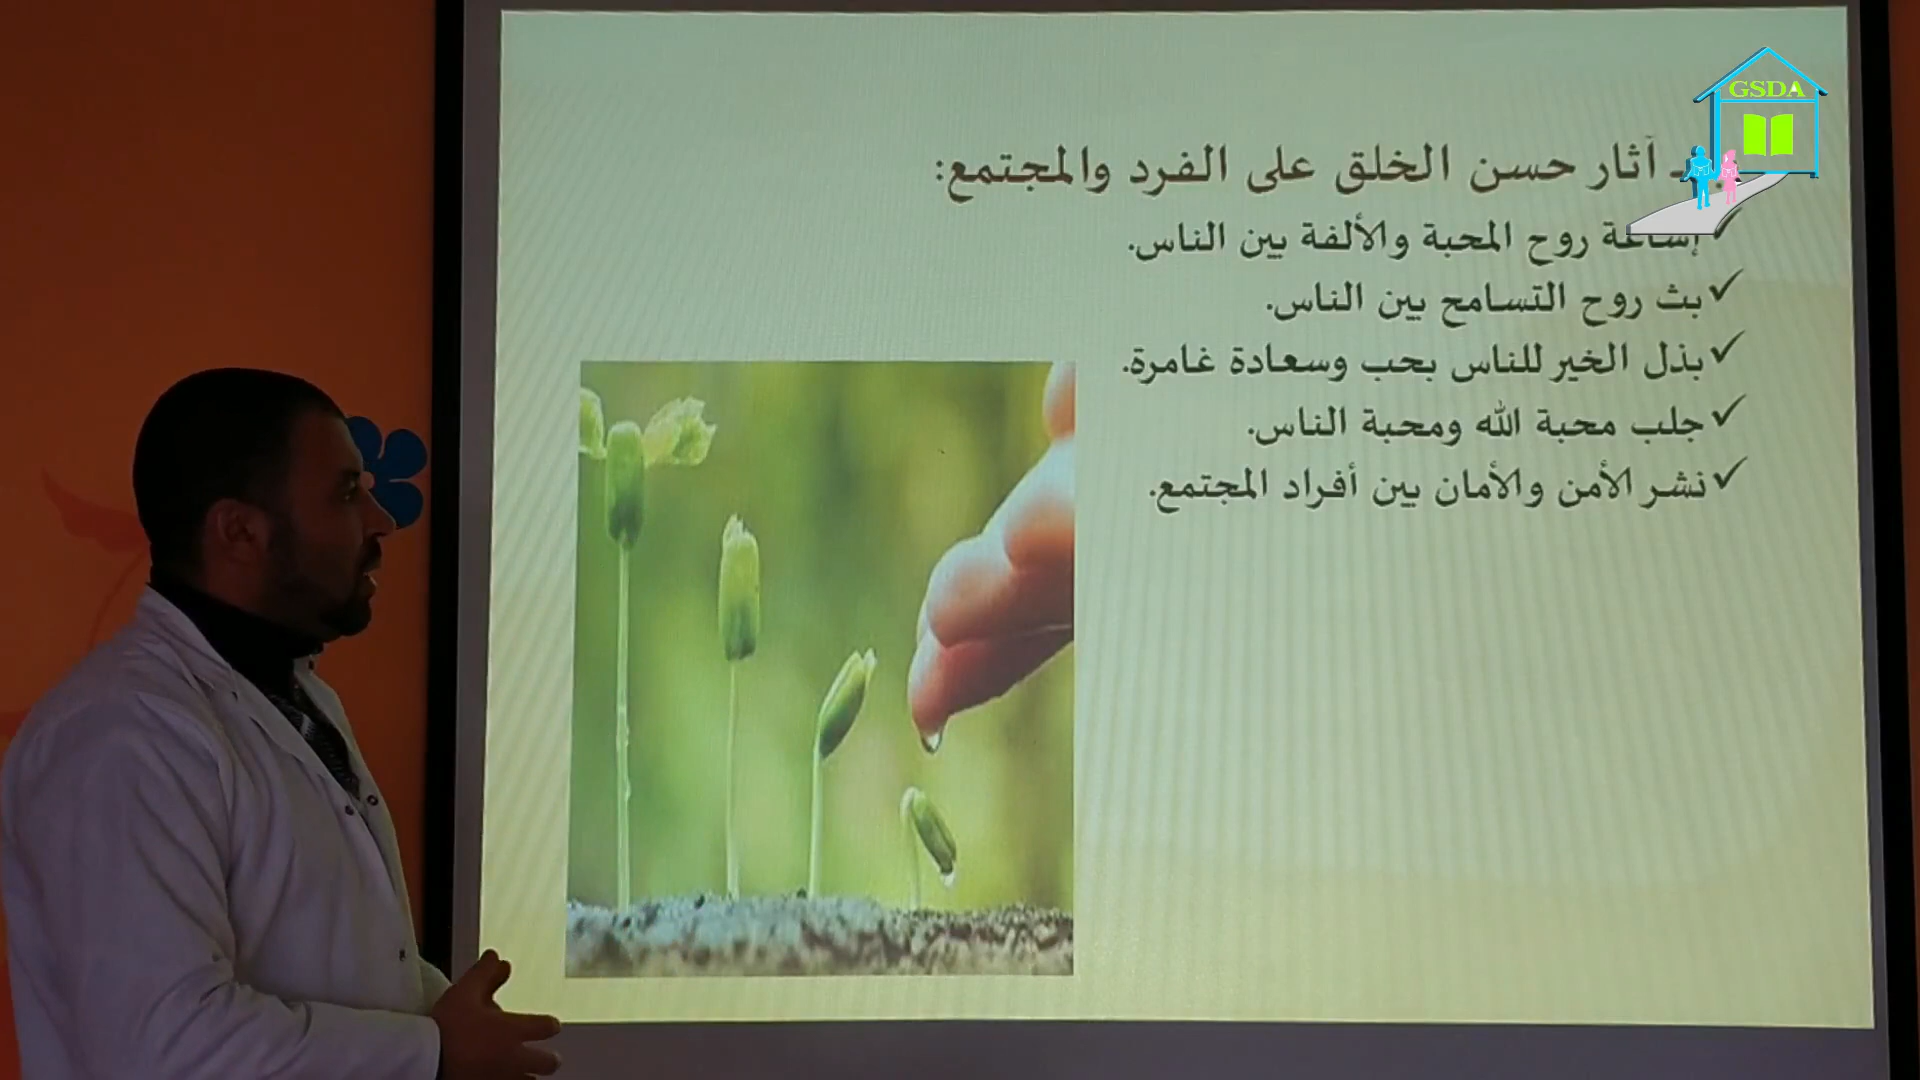 GSDA
ـ آثار حسن الخلق على الفرد والمجتمع:
إشاعة روح المحبة والألفة بين الناس.
✓ بث روح التسامح بين الناس.
✓ بذل الخير للناس بحب وسعادة غامرة.
✓ جلب محبة الله ومحبة الناس.
✓ نشر الأمن والأمان بين أفراد المجتمع.